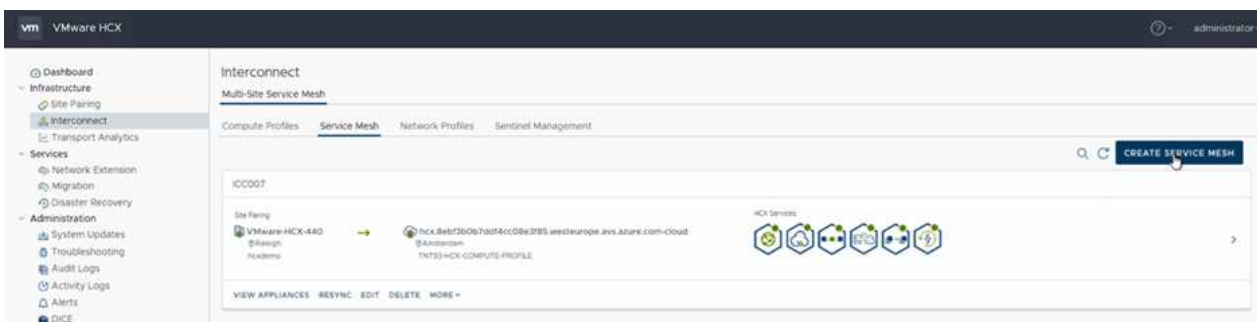 vm VMware HCX
administrator
Dashboard
Infrastructure
Site Pairing
Interconnect
Transport Analytics
Services
Network Extension
Migration
Disaster Recovery
Administration
System Updates
Troubleshooting
Audit Logs
Activity Logs
Alerts
DICE
Interconnect
Multi-Site Service Mesh
Compute Profiles Service Mesh Network Profiles Sentinel Management
CREATE SERVICE MESH
ICC007
Site Pairing
HCX Services
VMware-HCX-440
Raleigh
hcxdemo
westeurope.avs.azure.com-cloud
Amsterdam
TNT93-HCX-COMPUTE-PROFILE
VIEW APPLIANCES RESYNC EDIT DELETE MORE